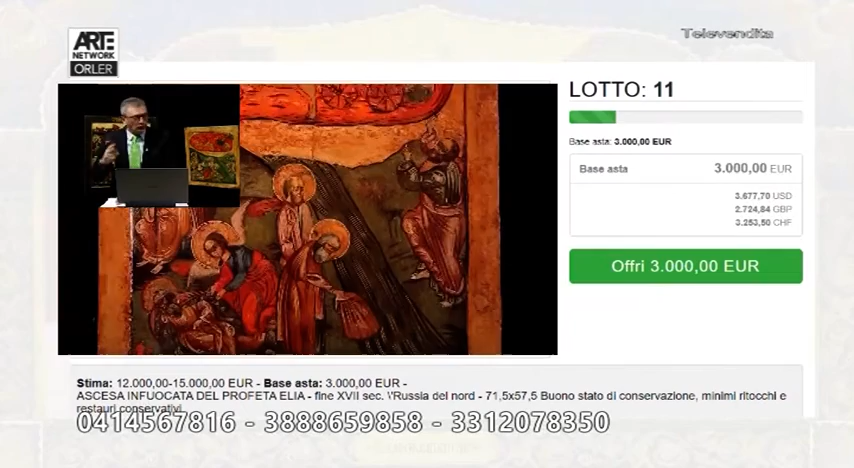 ARTE
NETWORK
ORLER
Televendita
LOTTO: 11
Base asta: 3.000,00 EUR
Base asta 3.000,00 EUR
3.677,70 USD
2.724,84 GBP
3.253,50 CHF
Offri 3.000,00 EUR
Stima: 12.000,00-15.000,00 EUR - Base asta: 3.000,00 EUR -
ASCESA INFUOCATA DEL PROFETA ELIA - fine XVII sec. \'Russia del nord - 71,5x57,5 Buono stato di conservazione, minimi ritocchi e
restauri conservativi
0414567816 - 3888659858 - 3312078350